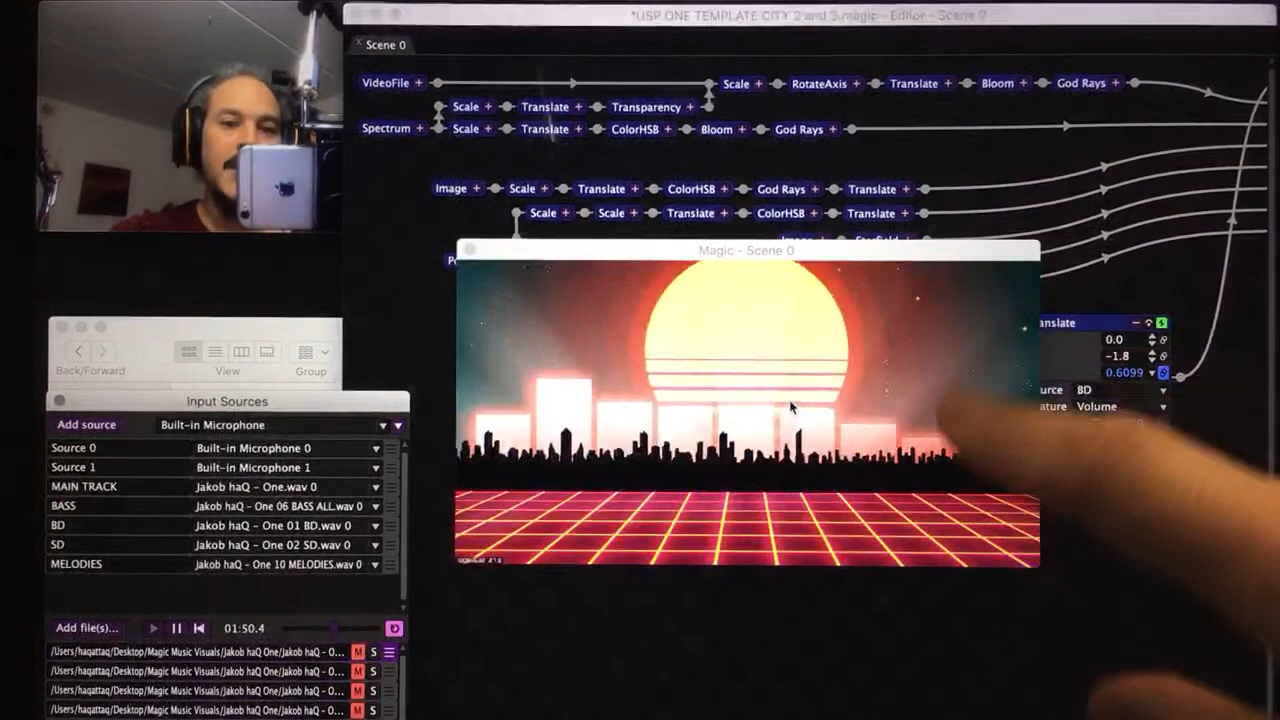 *USP ONE TEMPLATE CITY 2 and 3.magic - Editor - Scene 0
Scene 0
VideoFile +
Scale +
RotateAxis +
Translate +
Bloom +
God Rays +
Scale +
Translate +
Transparency +
Spectrum +
Scale +
Translate +
ColorHSB +
Bloom +
God Rays +
Image +
Scale +
Translate +
ColorHSB +
God Rays +
Translate +
Scale +
Scale +
Translate +
ColorHSB +
Translate +
Magic - Scene 0
anslate
0.0
-1.8
0.6099
urce BD
ature Volume
Back/Forward
View
Group
Input Sources
Add source Built-in Microphone
Source 0 Built-in Microphone 0
Source 1 Built-in Microphone 1
MAIN TRACK Jakob haQ - One.wav 0
BASS Jakob haQ - One 06 BASS ALL.wav 0
BD Jakob haQ - One 01 BD.wav 0
SD Jakob haQ - One 02 SD.wav 0
MELODIES Jakob haQ - One 10 MELODIES.wav 0
Add file(s)... 01:50.4
/Users/haqattaq/Desktop/Magic Music Visuals/Jakob haQ One/Jakob haQ - O... M S
/Users/haqattaq/Desktop/Magic Music Visuals/Jakob haQ One/Jakob haQ - O... M S
/Users/haqattaq/Desktop/Magic Music Visuals/Jakob haQ One/Jakob haQ - O... M S
/Users/haqattaq/Desktop/Magic Music Visuals/Jakob haQ One/Jakob haQ - O... M S